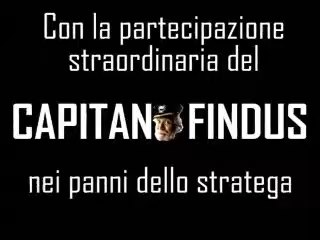 Con la partecipazione
straordinaria del
CAPITAN FINDUS
nei panni dello stratega